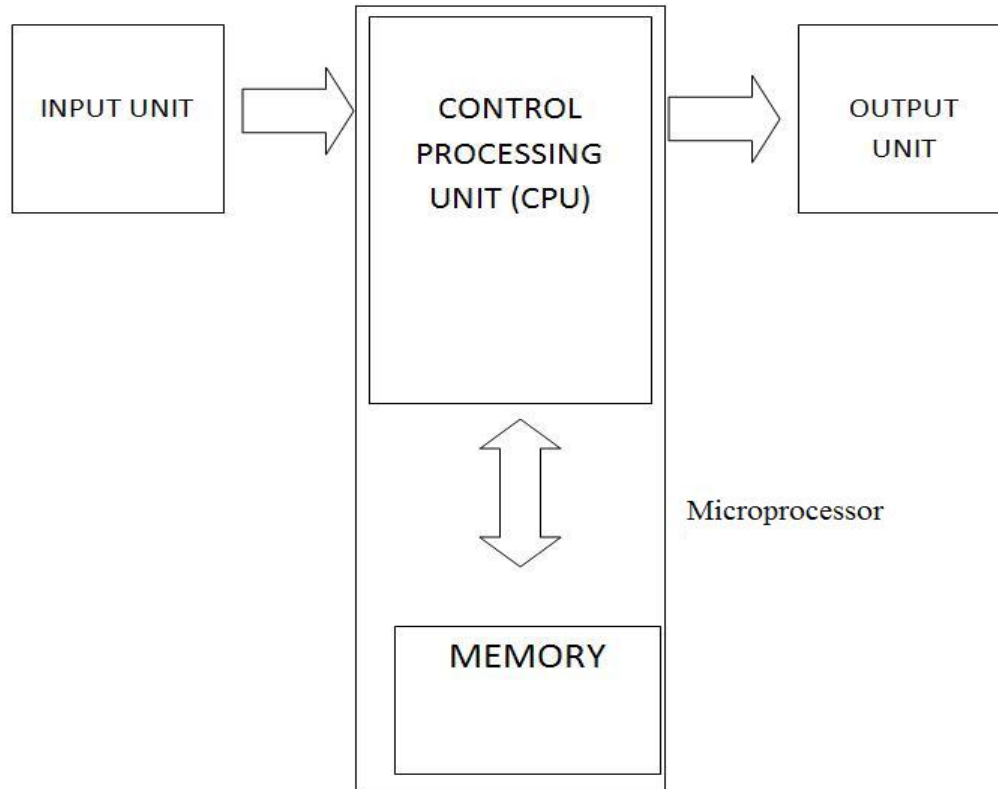 INPUT UNIT
CONTROL
PROCESSING
UNIT (CPU)
OUTPUT
UNIT
Microprocessor
MEMORY